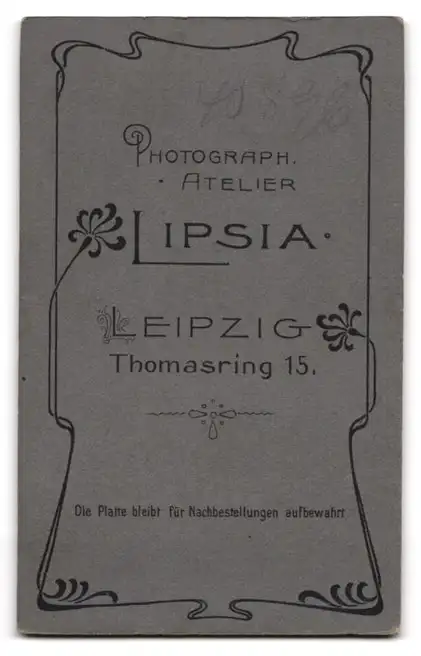 PHOTOGRAPH.
· ATELIER
LIPSIA·
LEIPZIG
Thomasring 15.
Die Platte bleibt für Nachbestellungen aufbewahrt